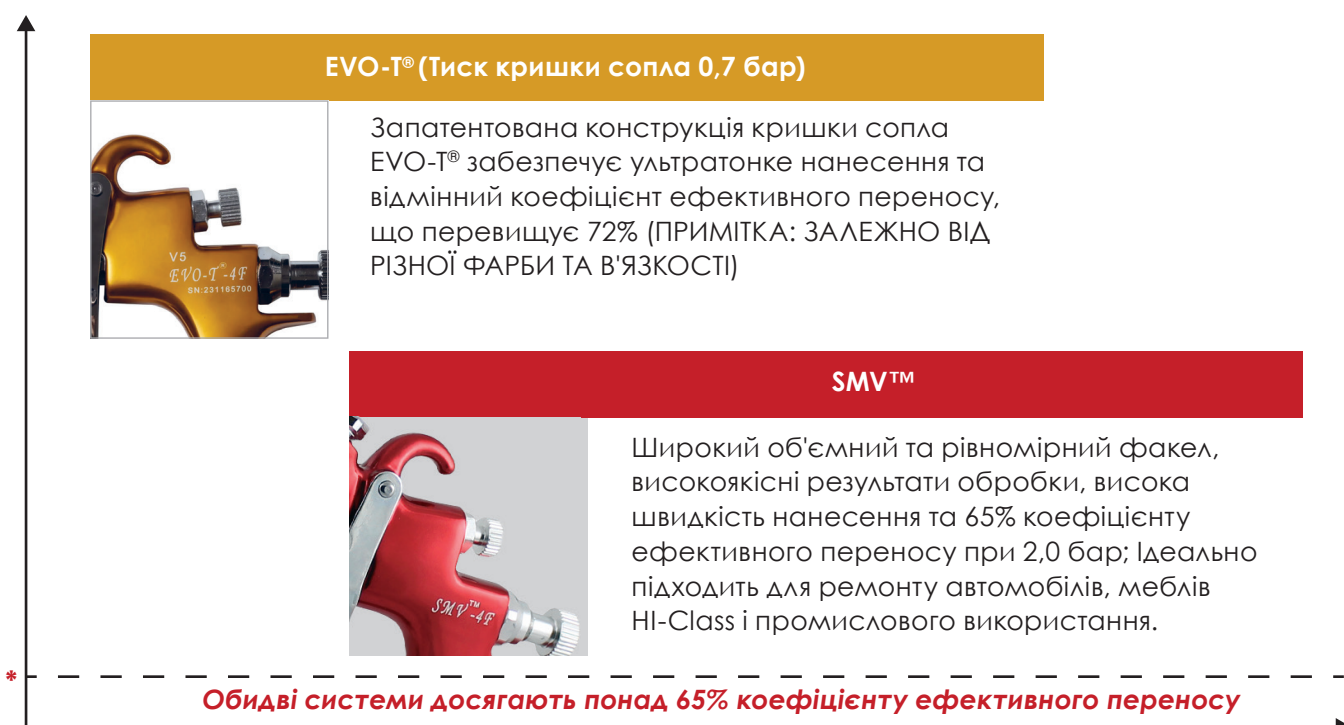 EVO-T® (Тиск кришки сопла 0,7 бар)
Запатентована конструкція кришки сопла
EVO-T® забезпечує ультратонке нанесення та
відмінний коефіцієнт ефективного переносу,
що перевищує 72% (ПРИМІТКА: ЗАЛЕЖНО ВІД
РІЗНОЇ ФАРБИ ТА В'ЯЗКОСТІ)
V5
EVO-T®-4F
SN:231165700
SMV™
Широкий об'ємний та рівномірний факел,
високоякісні результати обробки, висока
швидкість нанесення та 65% коефіцієнту
ефективного переносу при 2,0 бар; Ідеально
підходить для ремонту автомобілів, меблів
HI-Class і промислового використання.
SMV™-4F
*
Обидві системи досягають понад 65% коефіцієнту ефективного переносу